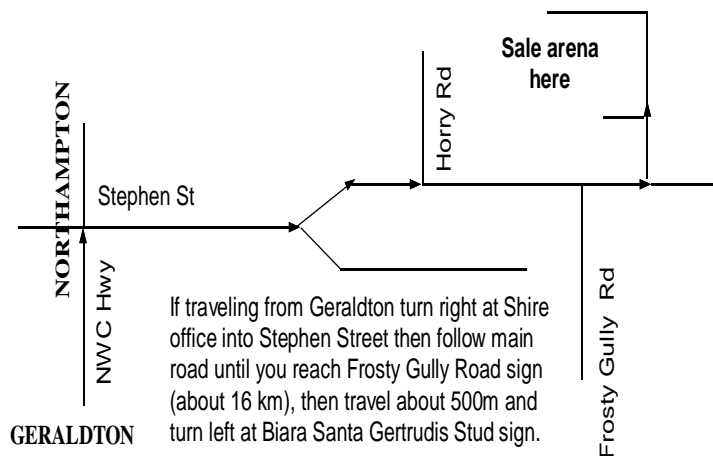 Sale arena
here
Horry Rd
NORTHAMPTON
Stephen St
NWC Hwy
Frosty Gully Rd
If traveling from Geraldton turn right at Shire
office into Stephen Street then follow main
road until you reach Frosty Gully Road sign
(about 16 km), then travel about 500m and
turn left at Biara Santa Gertrudis Stud sign.
GERALDTON